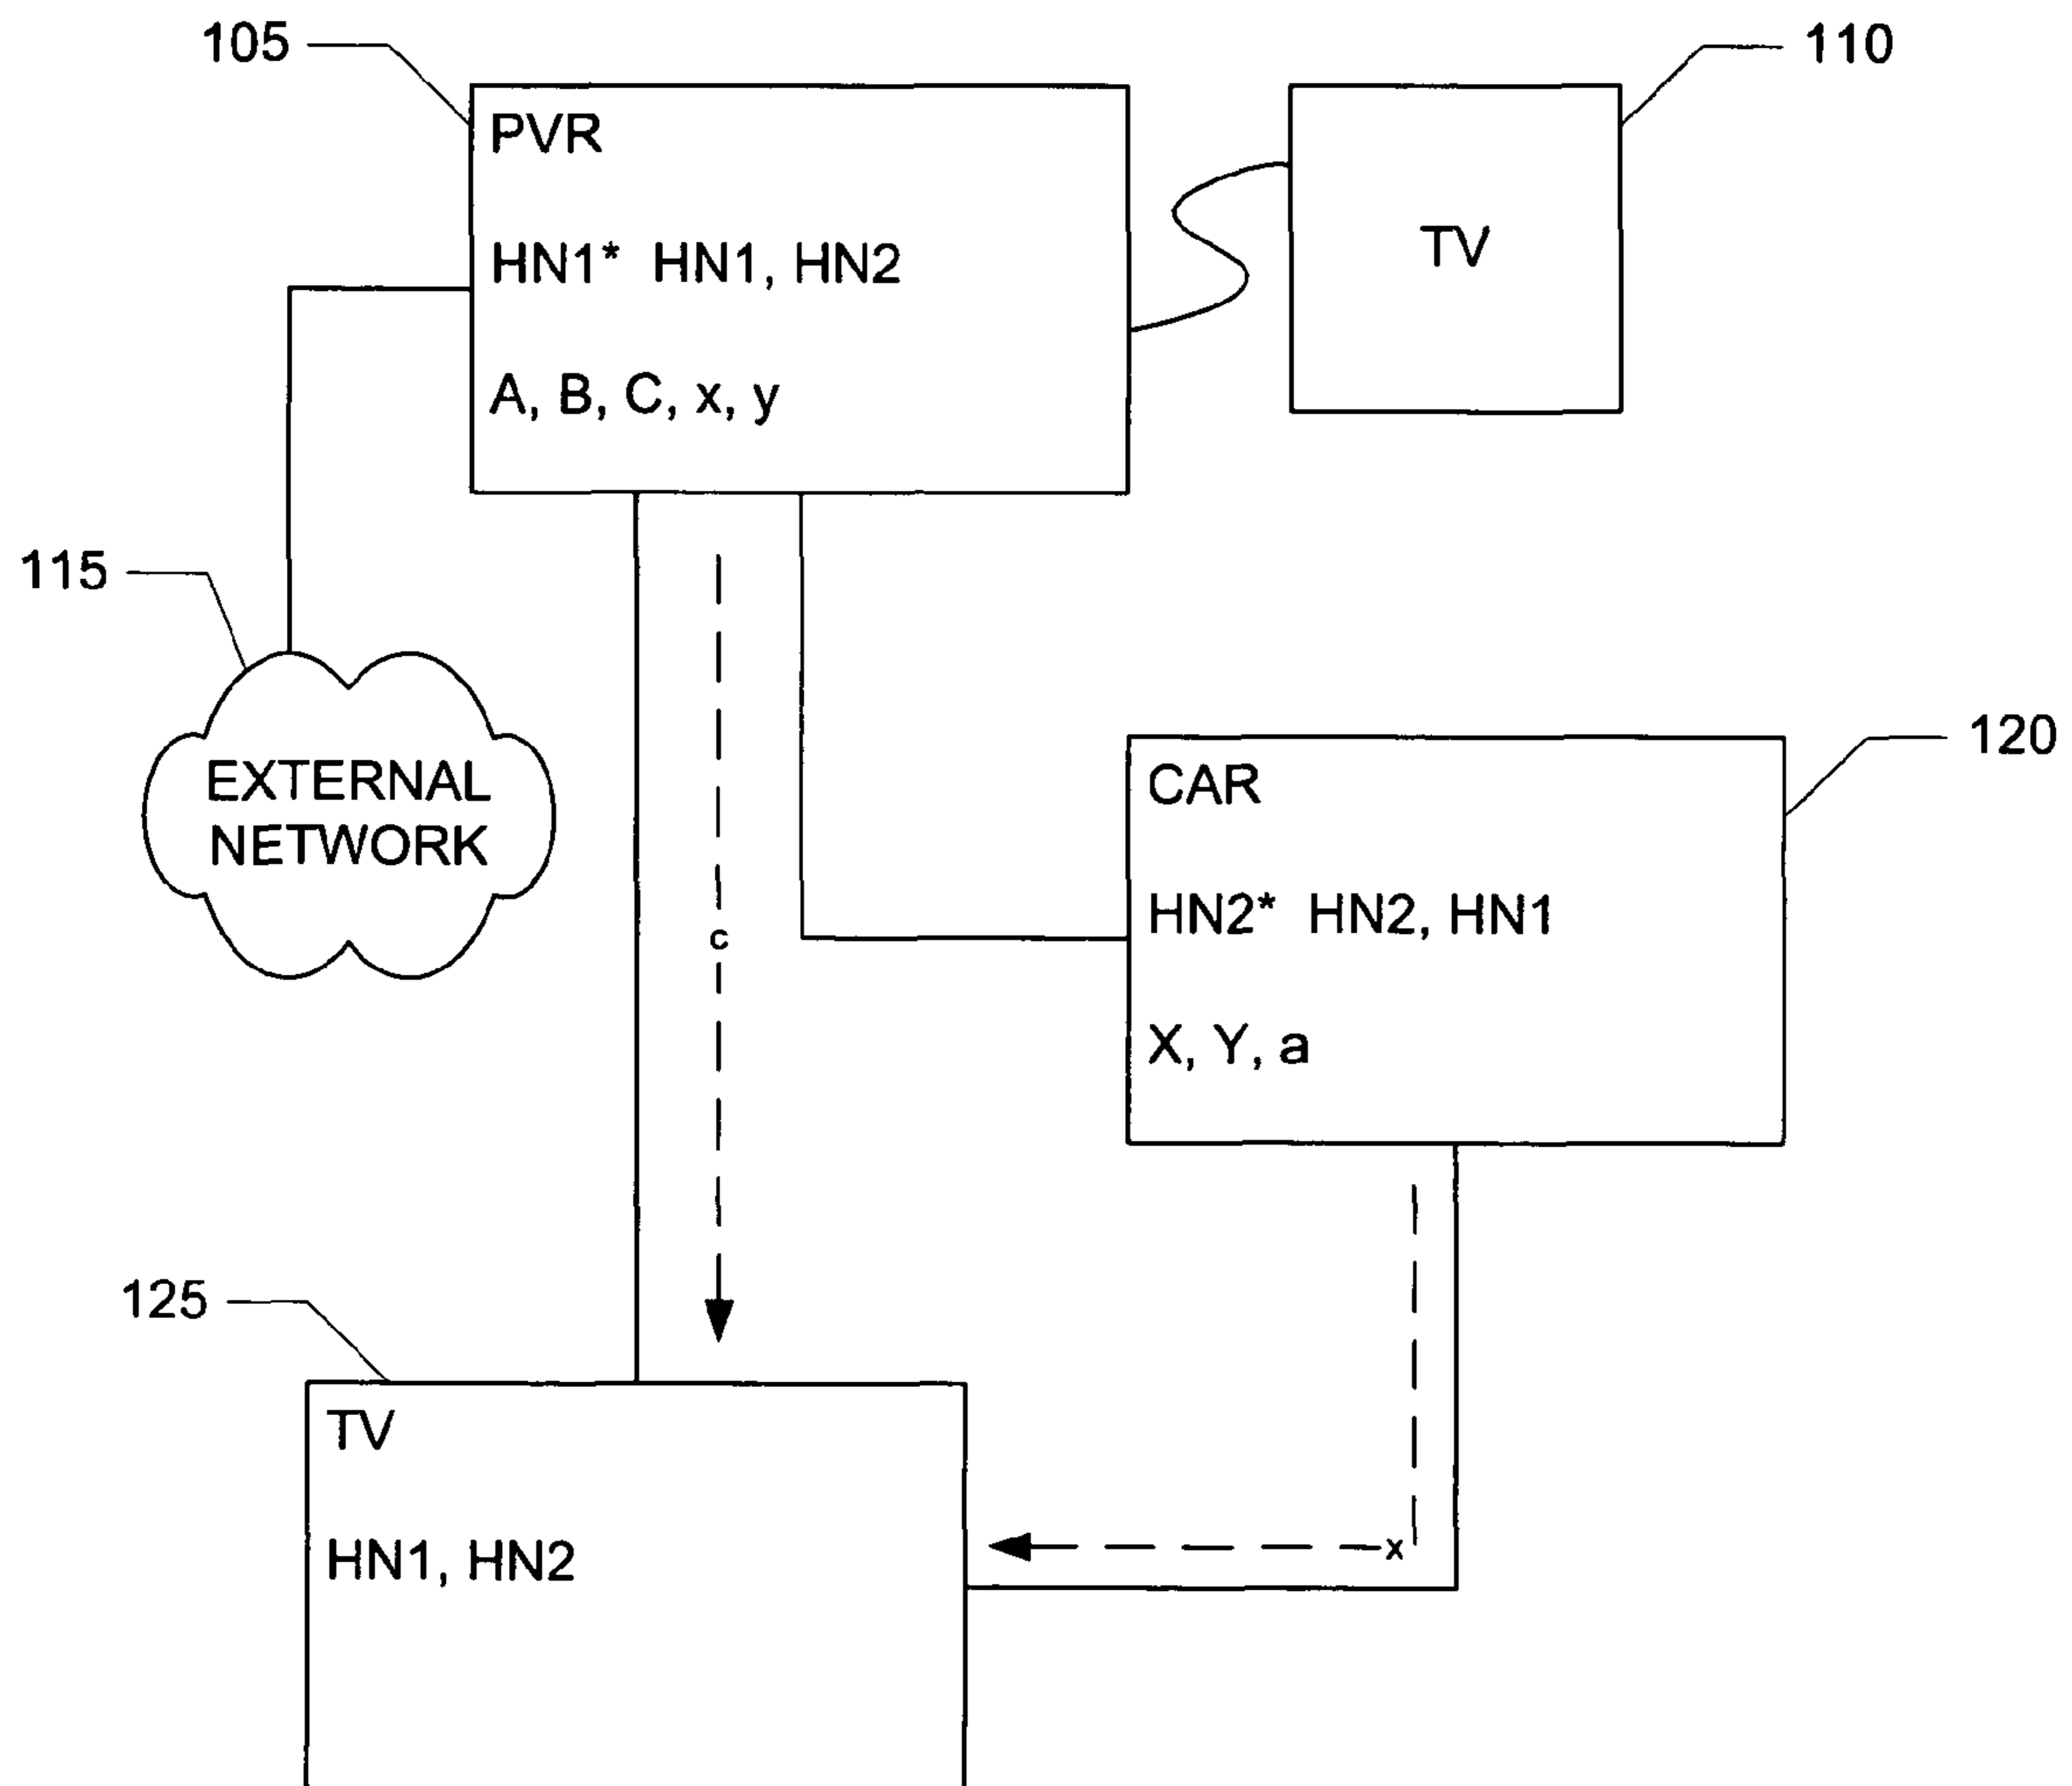 105
110
PVR
HN1* HN1, HN2
TV
A, B, C, x, y
115
EXTERNAL
NETWORK
120
CAR
HN2* HN2, HN1
c
X, Y, a
125
TV
HN1, HN2
x